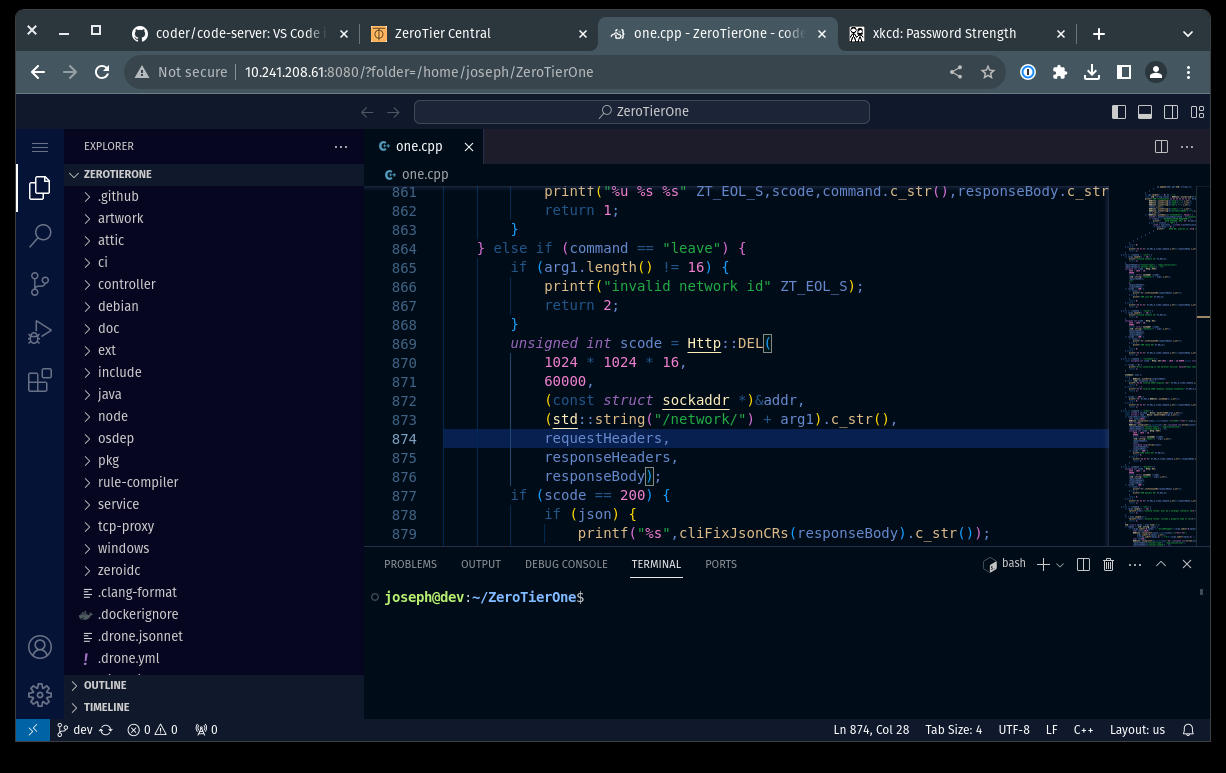 coder/code-server: VS Code i
ZeroTier Central
one.cpp - ZeroTierOne - code
xkcd: Password Strength
Not secure
10.241.208.61:8080/?folder=/home/joseph/ZeroTierOne
ZeroTierOne
EXPLORER
ZEROTIERONE
.github
artwork
attic
ci
controller
debian
doc
ext
include
java
node
osdep
pkg
rule-compiler
service
tcp-proxy
windows
zeroidc
.clang-format
.dockerignore
.drone.jsonnet
.drone.yml
OUTLINE
TIMELINE
one.cpp
one.cpp
861 printf("%u %s %s" ZT_EOL_S,scode,command.c_str(),responseBody.c_str
862 return 1;
863 }
864 } else if (command == "leave") {
865 if (arg1.length() != 16) {
866 printf("invalid network id" ZT_EOL_S);
867 return 2;
868 }
869 unsigned int scode = Http::DEL(
870 1024 * 1024 * 16,
871 60000,
872 (const struct sockaddr *)&addr,
873 (std::string("/network/") + arg1).c_str(),
874 requestHeaders,
875 responseHeaders,
876 responseBody);
877 if (scode == 200) {
878 if (json) {
879 printf("%s",cliFixJsonCRs(responseBody).c_str());
PROBLEMS OUTPUT DEBUG CONSOLE TERMINAL PORTS
bash
joseph@dev:~/ZeroTierOne$
dev 0 0 0
Ln 874, Col 28 Tab Size: 4 UTF-8 LF C++ Layout: us